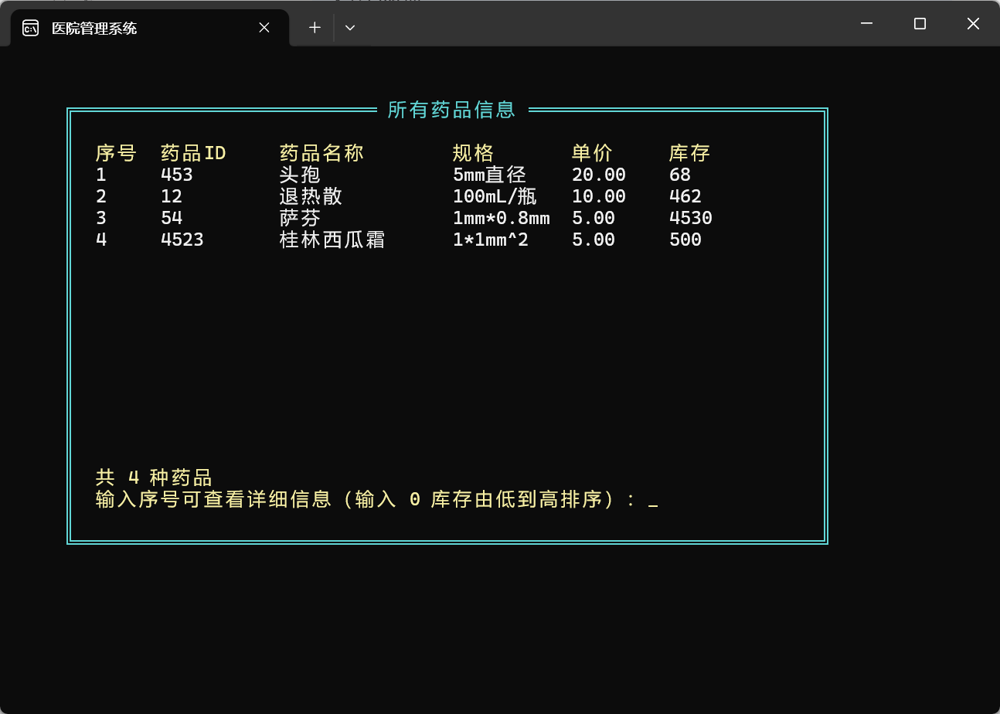 医院管理系统
所有药品信息
序号 药品ID 药品名称 规格 单价 库存
1 453 头孢 5mm直径 20.00 68
2 12 退热散 100mL/瓶 10.00 462
3 54 萨芬 1mm*0.8mm 5.00 4530
4 4523 桂林西瓜霜 1*1mm^2 5.00 500
共 4 种药品
输入序号可查看详细信息（输入 0 库存由低到高排序）：_